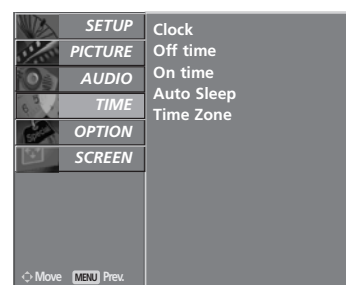 SETUP
PICTURE
AUDIO
TIME
OPTION
SCREEN
Clock
Off time
On time
Auto Sleep
Time Zone
Move MENU Prev.